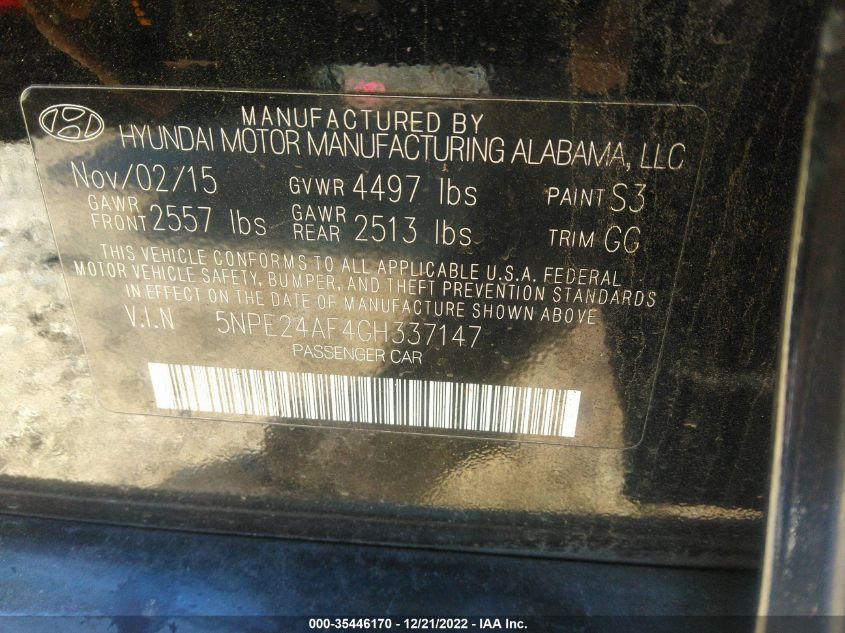 MANUFACTURED BY
HYUNDAI MOTOR MANUFACTURING ALABAMA, LLC
Nov/02/15 GVWR 4497 lbs PAINT S3
GAWR FRONT 2557 lbs GAWR REAR 2513 lbs TRIM GG
THIS VEHICLE CONFORMS TO ALL APPLICABLE U.S.A. FEDERAL
MOTOR VEHICLE SAFETY, BUMPER, AND THEFT PREVENTION STANDARDS
IN EFFECT ON THE DATE OF MANUFACTURE SHOWN ABOVE
V.I.N 5NPE24AF4GH337147
PASSENGER CAR
000-35446170 - 12/21/2022 - IAA Inc.